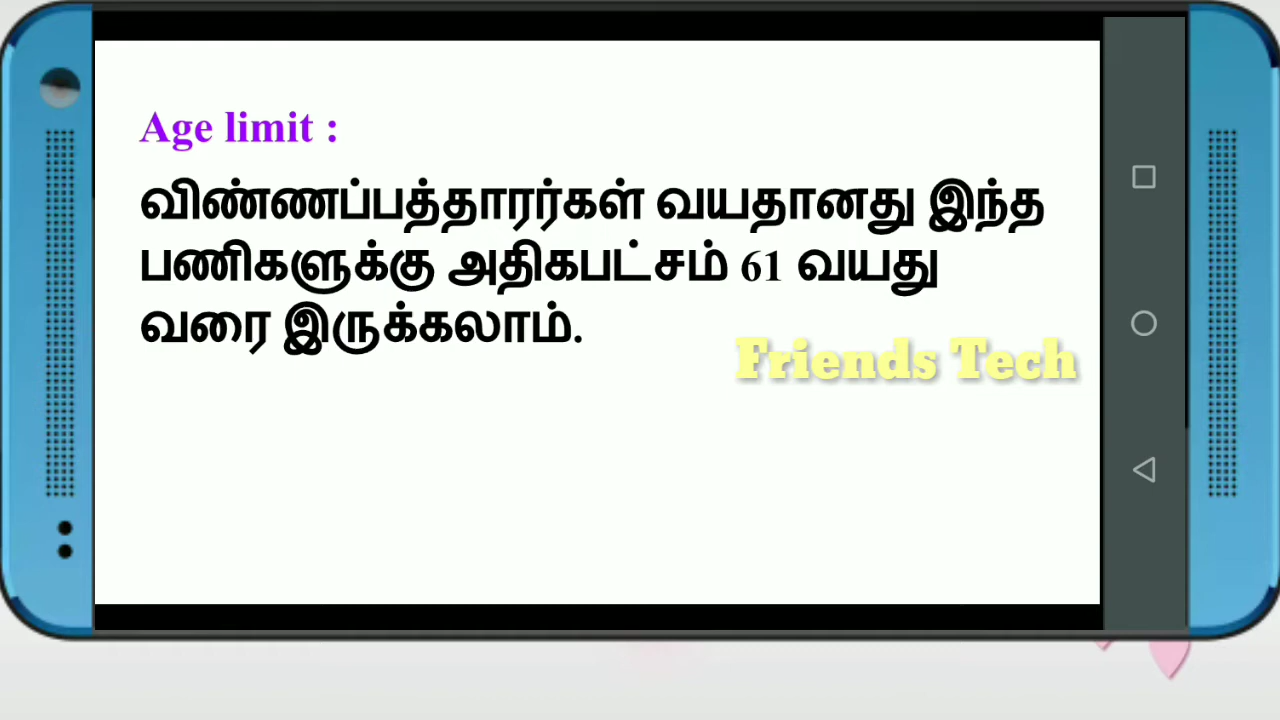 Age limit :
விண்ணப்பத்தாரர்கள் வயதானது இந்த
பணிகளுக்கு அதிகபட்சம் 61 வயது
வரை இருக்கலாம்.
Friends Tech